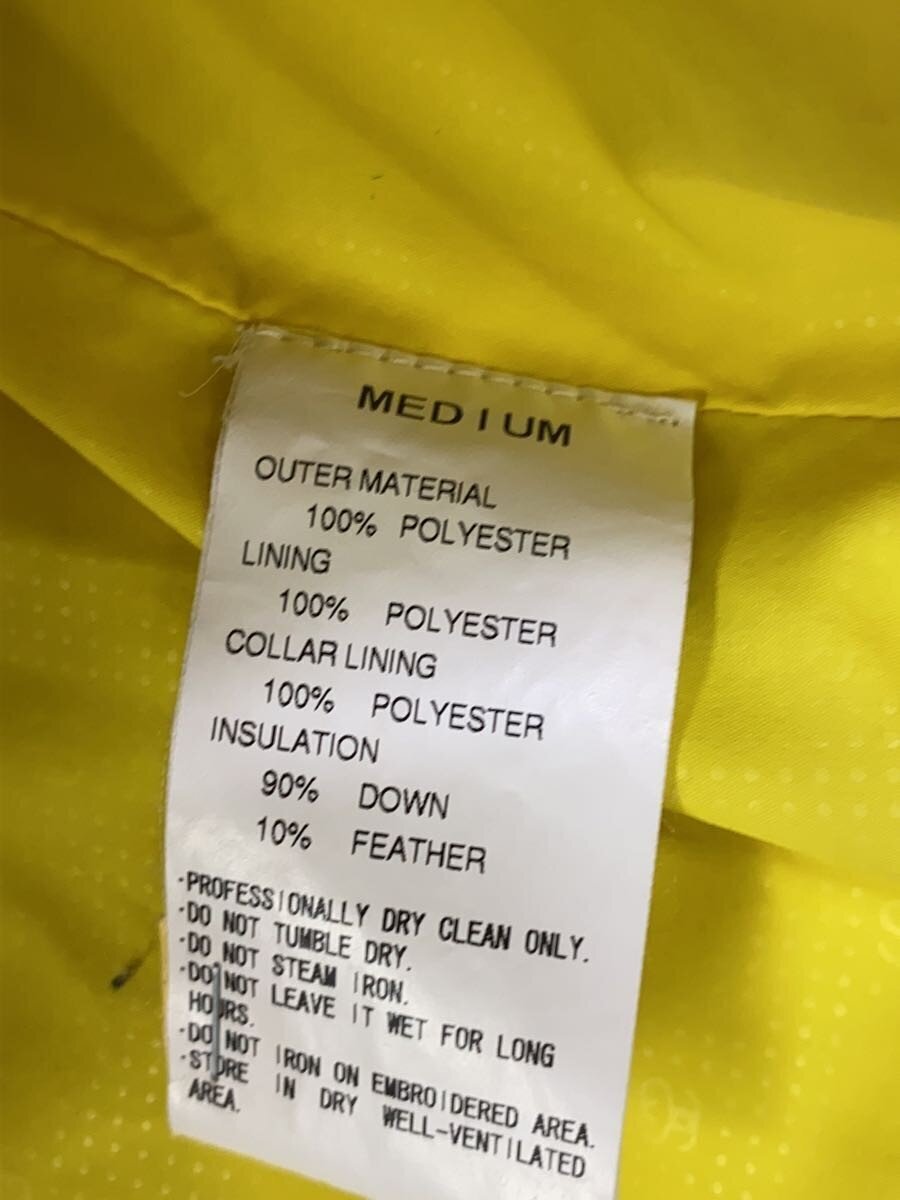 MEDIUM
OUTER MATERIAL
100% POLYESTER
LINING
100% POLYESTER
COLLAR LINING
100% POLYESTER
INSULATION
90% DOWN
10% FEATHER
·PROFESSIONALLY DRY CLEAN ONLY.
·DO NOT TUMBLE DRY.
·DO NOT STEAM IRON.
·DO NOT LEAVE IT WET FOR LONG
HOURS.
·DO NOT IRON ON EMBROIDERED AREA.
·STORE IN DRY WELL-VENTILATED
AREA.